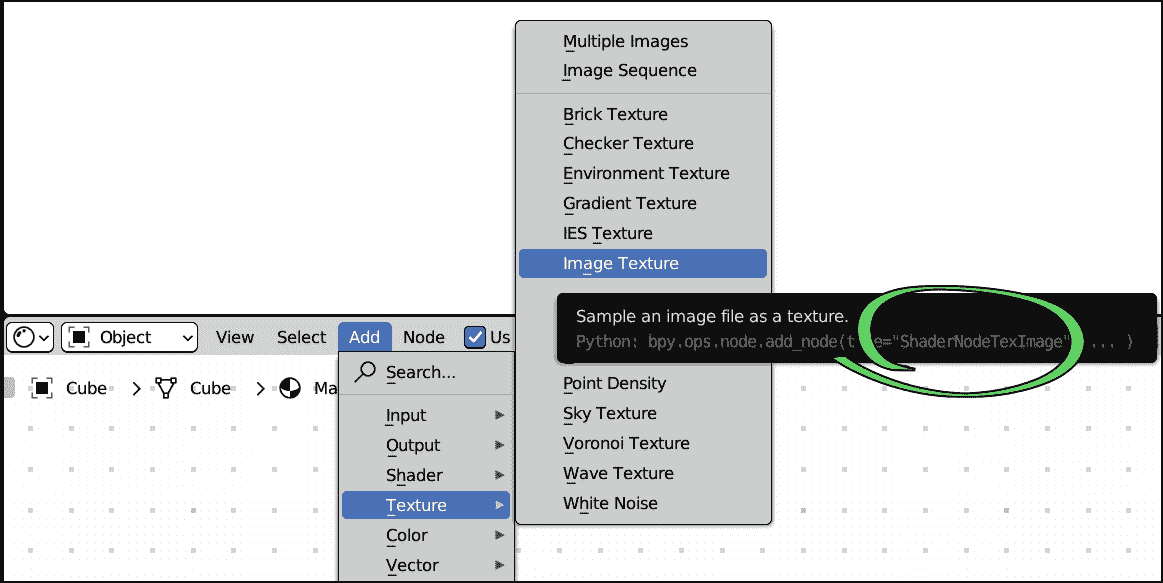 Multiple Images
Image Sequence
Brick Texture
Checker Texture
Environment Texture
Gradient Texture
IES Texture
Image Texture
Sample an image file as a texture.
Python: bpy.ops.node.add_node( "ShaderNodeTexImage" ... )
Object View Select Add Node Us
Cube Cube Ma
Search...
Input
Output
Shader
Texture
Color
Vector
Point Density
Sky Texture
Voronoi Texture
Wave Texture
White Noise